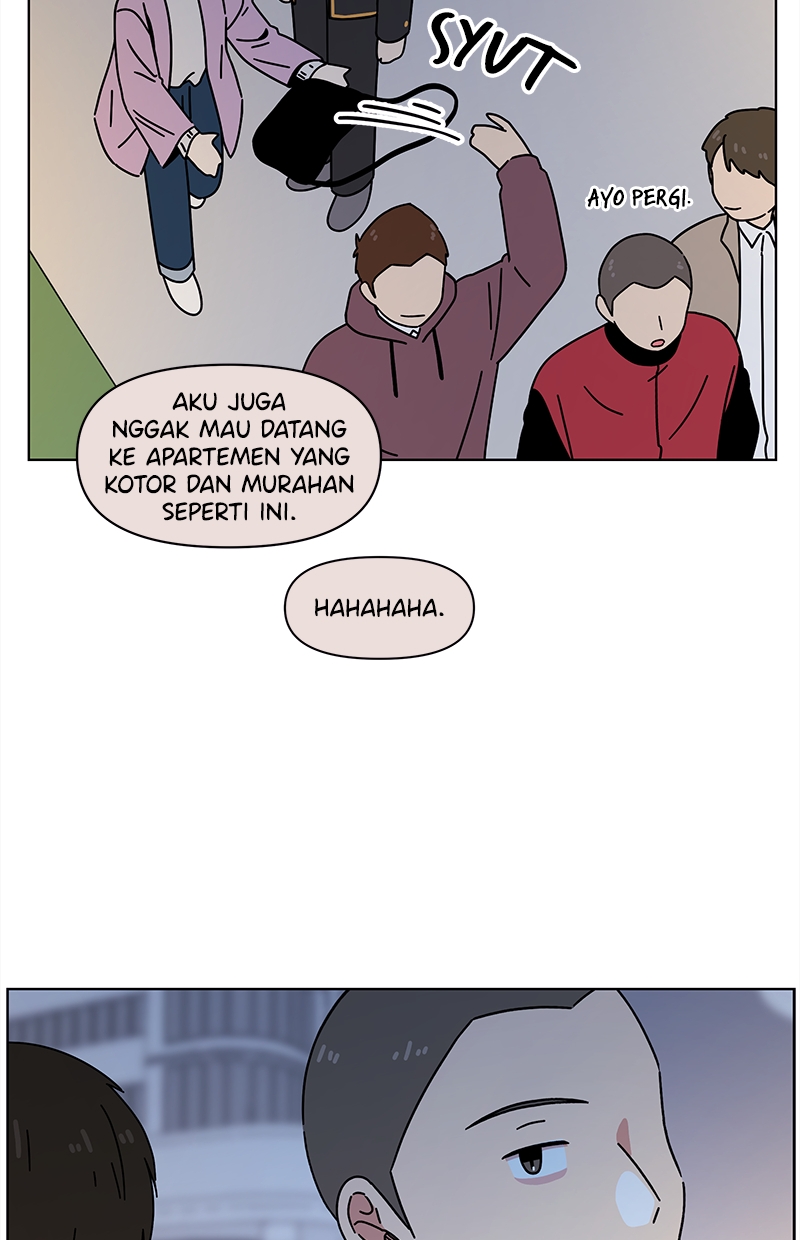 SYUT
AYO PERGI.
AKU JUGA
NGGAK MAU DATANG
KE APARTEMEN YANG
KOTOR DAN MURAHAN
SEPERTI INI.
HAHAHAHA.